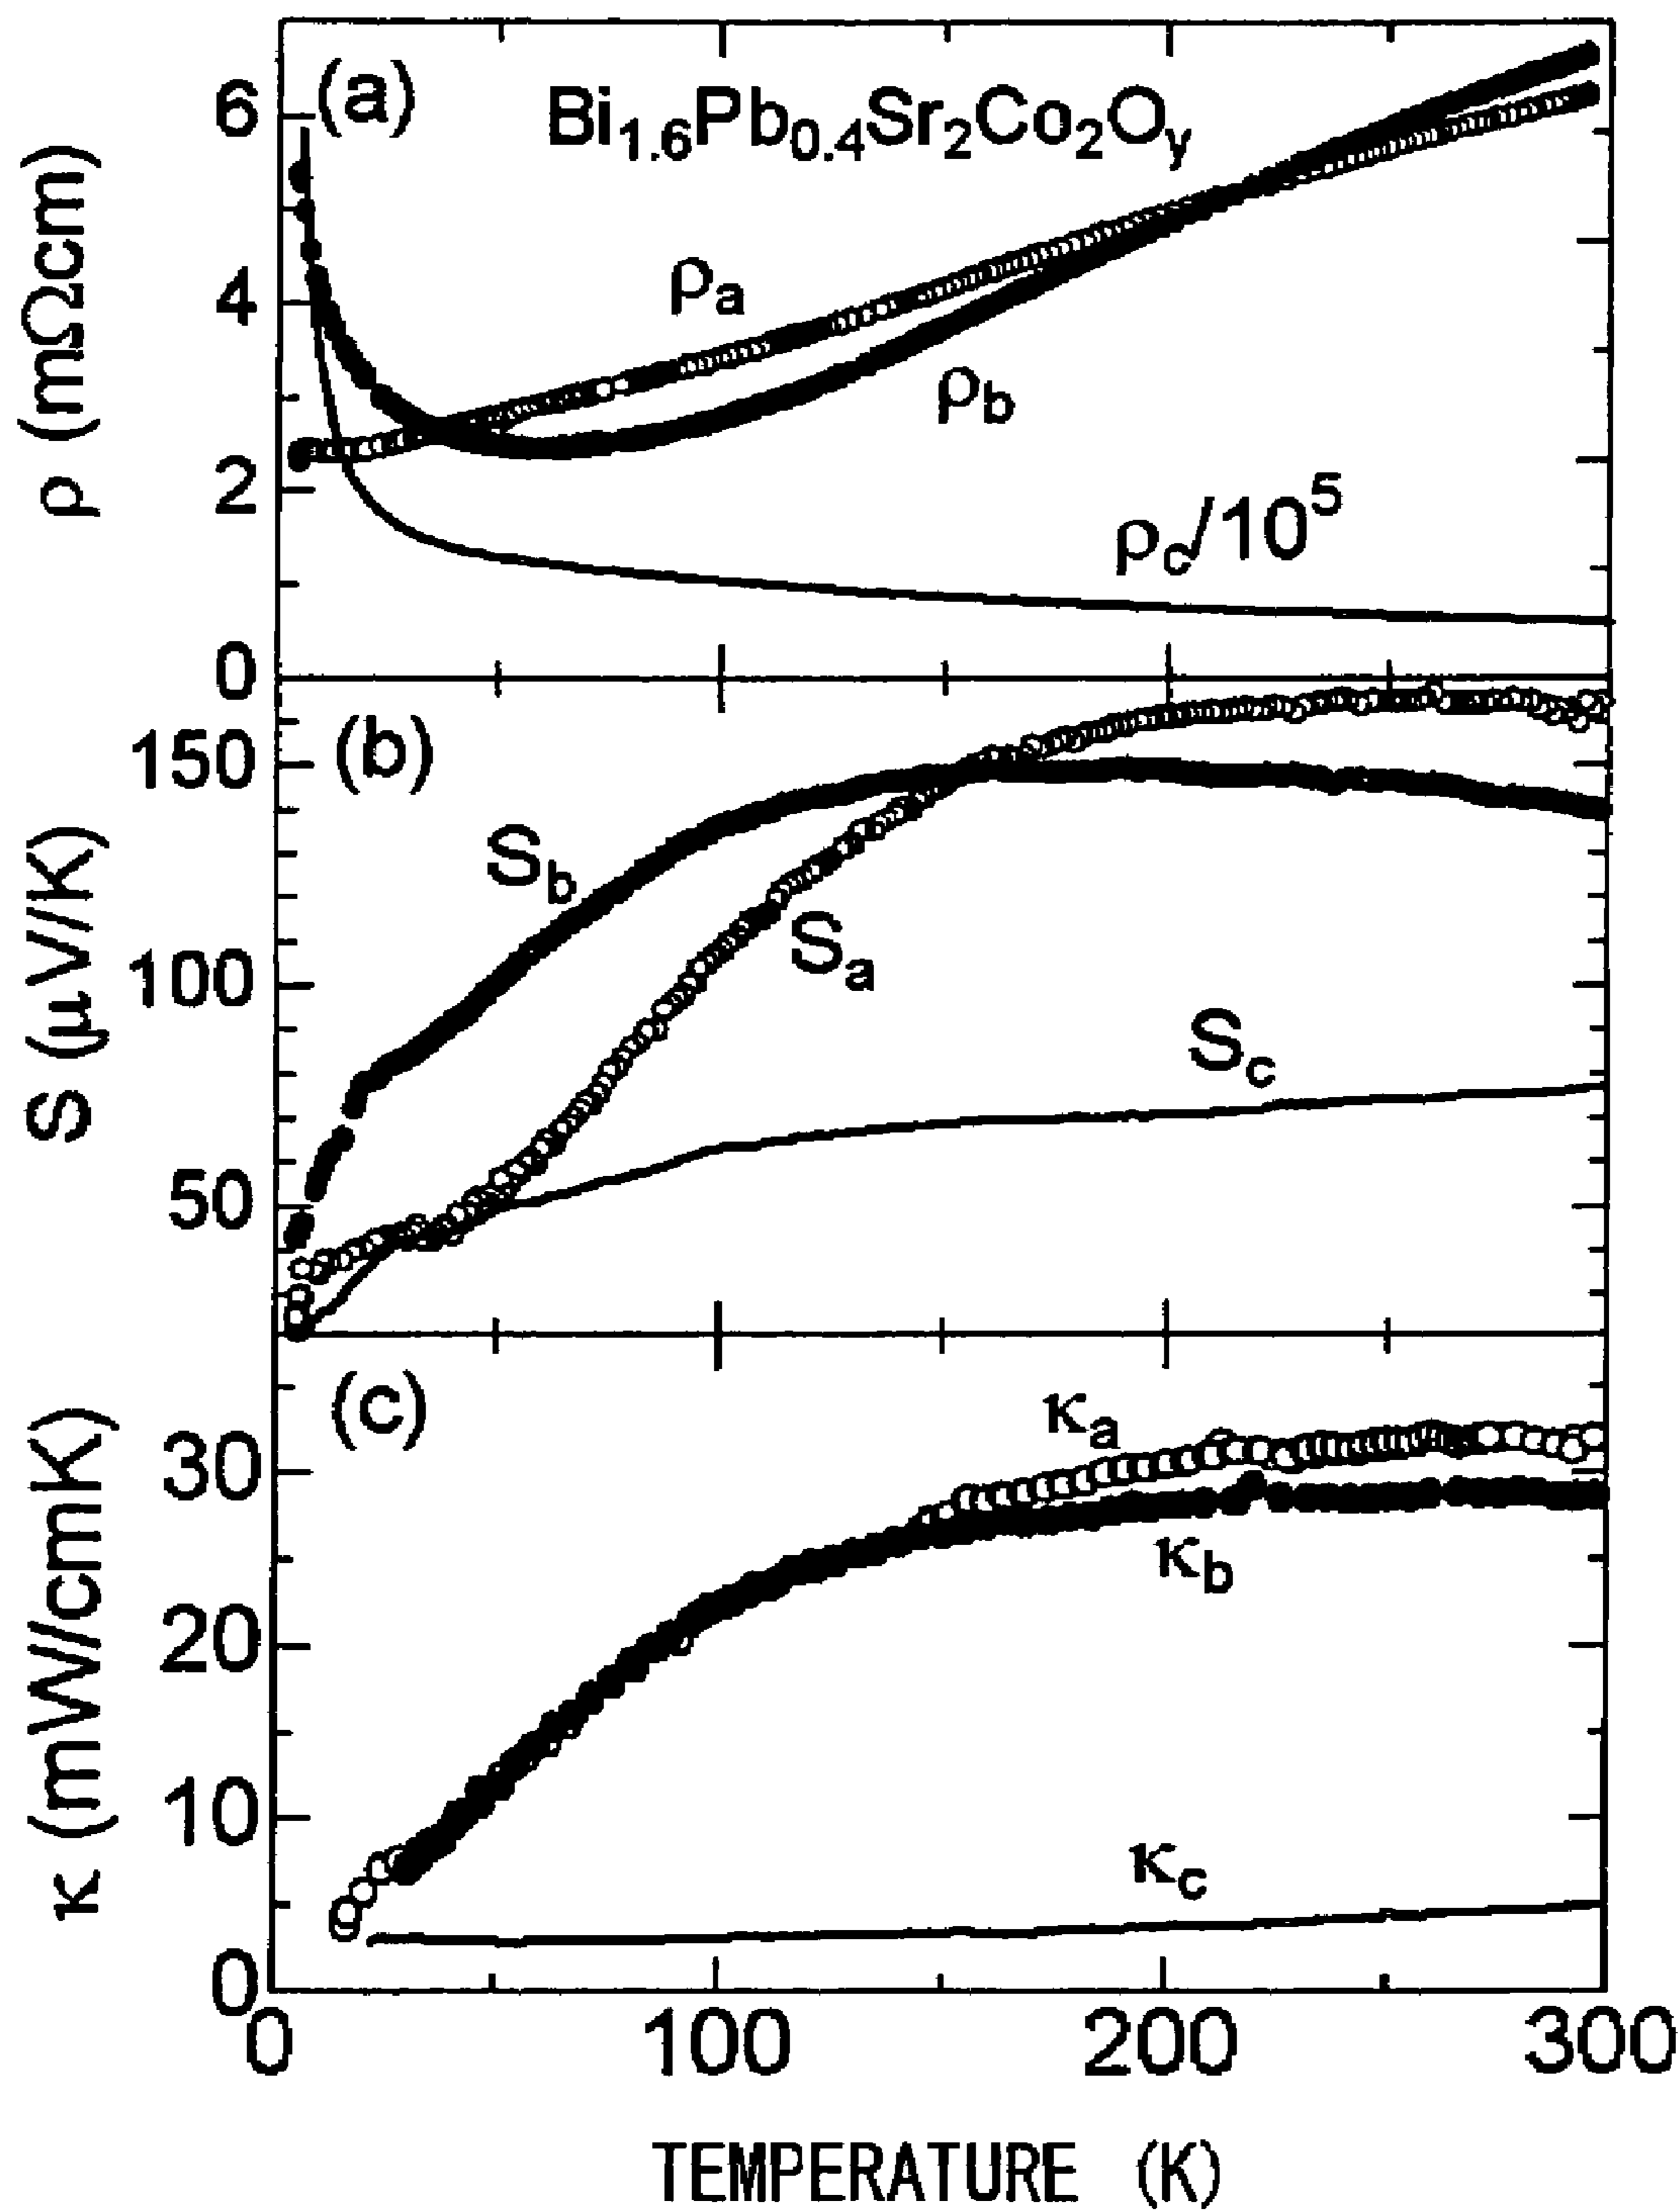 (a) Bi1.6Pb0.4Sr2Co2Oy
6
4
2
0
ρ (mΩcm)
ρa
ρb
ρc/10^5
(b)
150
100
50
S (μV/K)
Sb
Sa
Sc
(c)
30
20
10
0
κ (mW/cmK)
κa
κb
κc
0 100 200 300
TEMPERATURE (K)